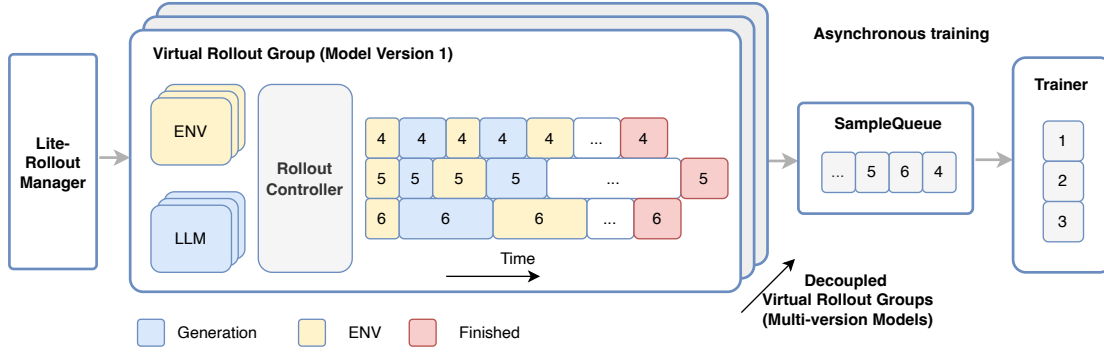 Asynchronous training
Virtual Rollout Group (Model Version 1)
Lite-
Rollout
Manager
ENV
LLM
Rollout
Controller
4 4 4 4 4 ... 4
5 5 5 5 ... 5
6 6 6 ... 6
Time
SampleQueue
... 5 6 4
Trainer
1
2
3
Decoupled
Virtual Rollout Groups
(Multi-version Models)
Generation ENV Finished